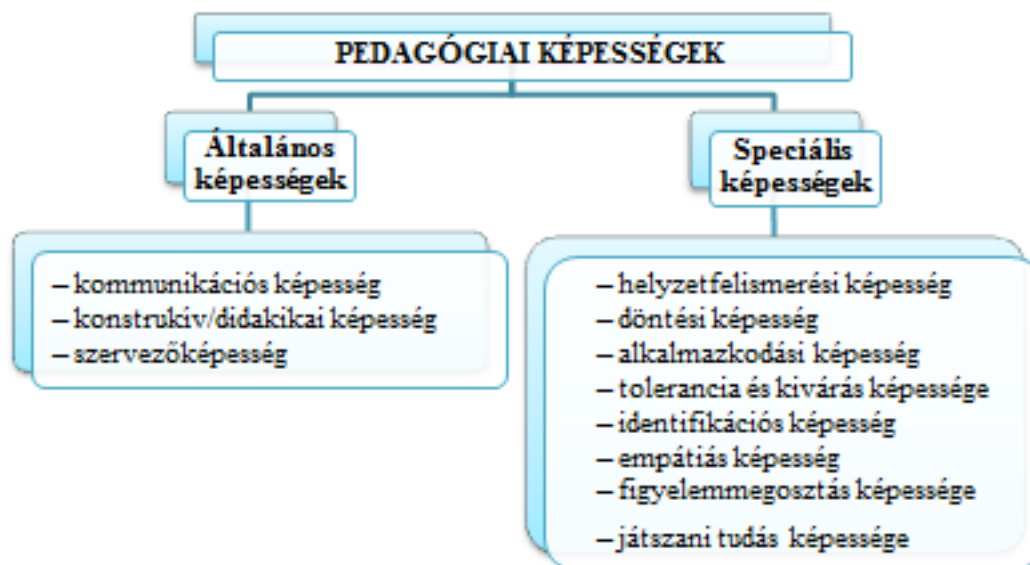 PEDAGÓGIAI KÉPESSÉGEK
Általános
képességek
– kommunikációs képesség
– konstrukív/didakikai képesség
– szervezőképesség
Speciális
képességek
– helyzetfelismerési képesség
– döntési képesség
– alkalmazkodási képesség
– tolerancia és kivárás képessége
– identifikációs képesség
– empátiás képesség
– figyelemmegosztás képessége
– játszani tudás képessége